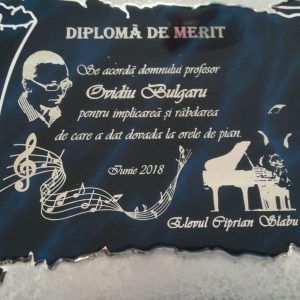 DIPLOMĂ DE MERIT
Se acordă domnului profesor
Ovidiu Bulgaru
pentru implicarea și răbdarea
de care a dat dovada la orele de pian.
Iunie 2018
Elevul Ciprian Slabu